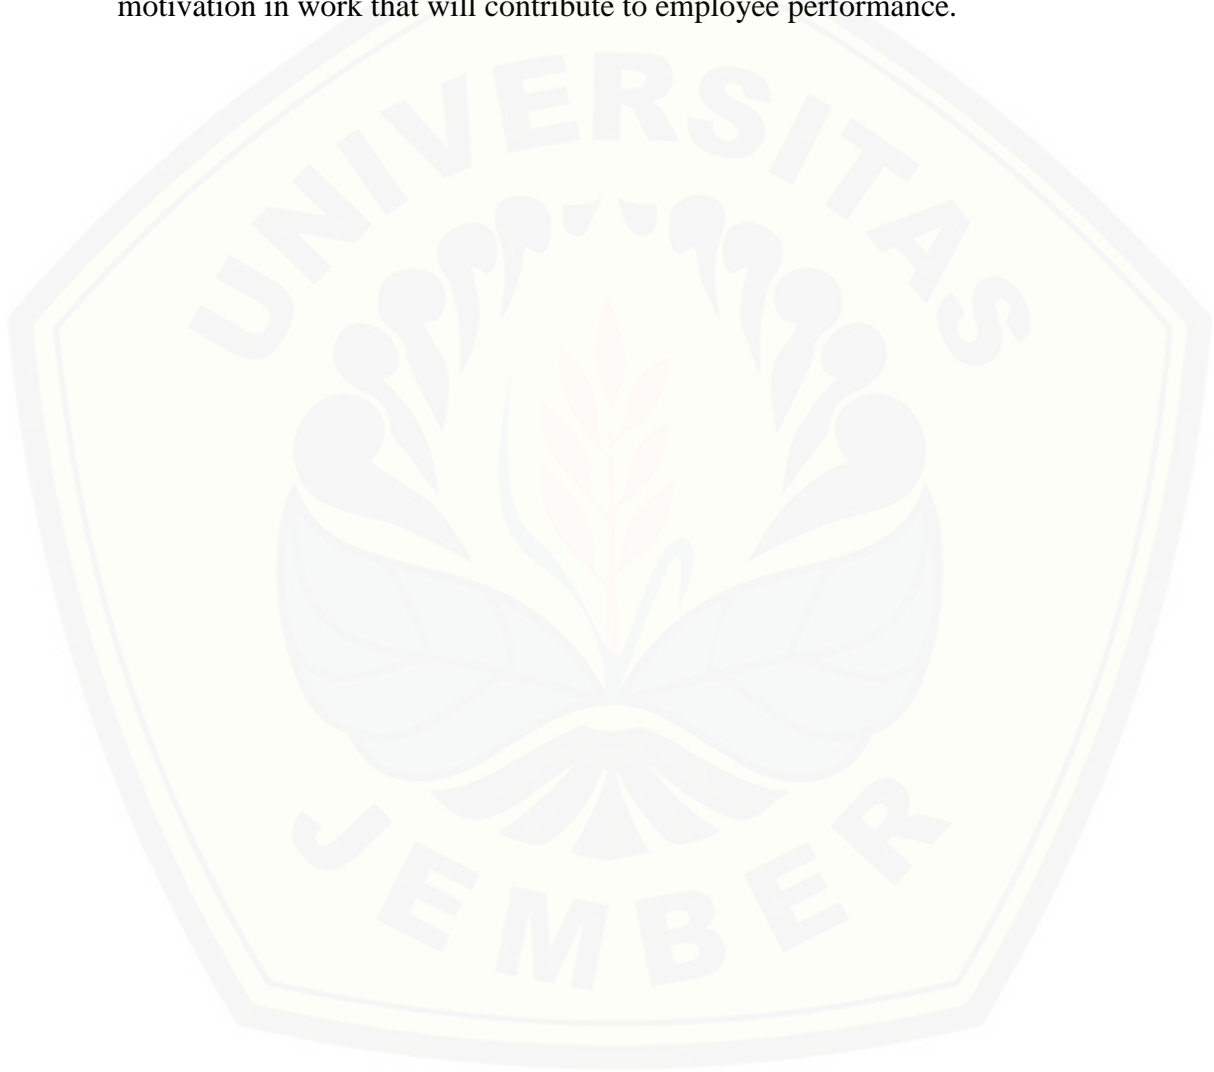 motivation in work that will contribute to employee performance.
UNIVERSITAS
JEMBER